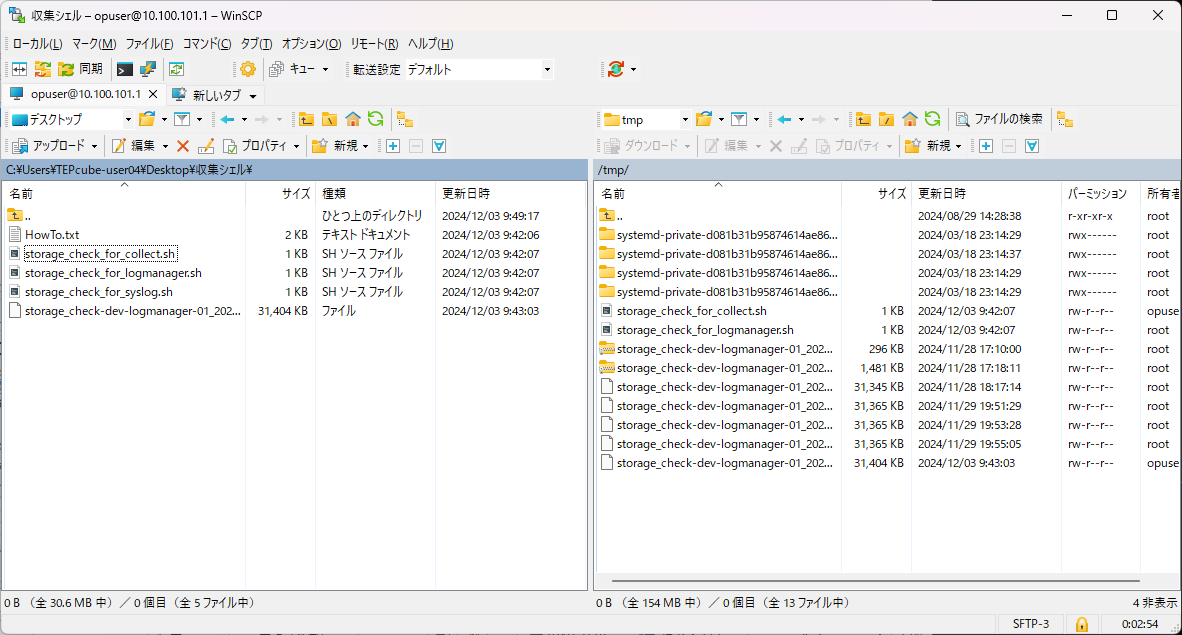 収集シェル – opuser@10.100.101.1 – WinSCP
ローカル(L) マーク(M) ファイル(F) コマンド(C) タブ(T) オプション(O) リモート(R) ヘルプ(H)
同期 キュー 転送設定 デフォルト
opuser@10.100.101.1 新しいタブ
デスクトップ
アップロード 編集 プロパティ 新規
C:¥Users¥TEPcube-user04¥Desktop¥収集シェル¥
名前 サイズ 種類 更新日時
.. ひとつ上のディレクトリ 2024/12/03 9:49:17
HowTo.txt 2 KB テキスト ドキュメント 2024/12/03 9:42:06
storage_check_for_collect.sh 1 KB SH ソース ファイル 2024/12/03 9:42:07
storage_check_for_logmanager.sh 1 KB SH ソース ファイル 2024/12/03 9:42:07
storage_check_for_syslog.sh 1 KB SH ソース ファイル 2024/12/03 9:42:07
storage_check-dev-logmanager-01_202... 31,404 KB ファイル 2024/12/03 9:43:03
0 B （全 30.6 MB 中）／ 0 個目（全 5 ファイル中）
tmp ファイルの検索
ダウンロード 編集 プロパティ 新規
/tmp/
名前 サイズ 更新日時 パーミッション 所有者
.. 2024/08/29 14:28:38 r-xr-xr-x root
systemd-private-d081b31b95874614ae86... 2024/03/18 23:14:29 rwx------ root
systemd-private-d081b31b95874614ae86... 2024/03/18 23:14:37 rwx------ root
systemd-private-d081b31b95874614ae86... 2024/03/18 23:14:29 rwx------ root
systemd-private-d081b31b95874614ae86... 2024/03/18 23:14:29 rwx------ root
storage_check_for_collect.sh 1 KB 2024/12/03 9:42:07 rw-r--r-- opuse
storage_check_for_logmanager.sh 1 KB 2024/12/03 9:42:07 rw-r--r-- root
storage_check-dev-logmanager-01_202... 296 KB 2024/11/28 17:10:00 rw-r--r-- root
storage_check-dev-logmanager-01_202... 1,481 KB 2024/11/28 17:18:11 rw-r--r-- root
storage_check-dev-logmanager-01_202... 31,345 KB 2024/11/28 18:17:14 rw-r--r-- root
storage_check-dev-logmanager-01_202... 31,365 KB 2024/11/29 19:51:29 rw-r--r-- root
storage_check-dev-logmanager-01_202... 31,365 KB 2024/11/29 19:53:28 rw-r--r-- root
storage_check-dev-logmanager-01_202... 31,365 KB 2024/11/29 19:55:05 rw-r--r-- root
storage_check-dev-logmanager-01_202... 31,404 KB 2024/12/03 9:43:03 rw-r--r-- opuse
0 B （全 154 MB 中）／ 0 個目（全 13 ファイル中） 4 非表示
SFTP-3 0:02:54